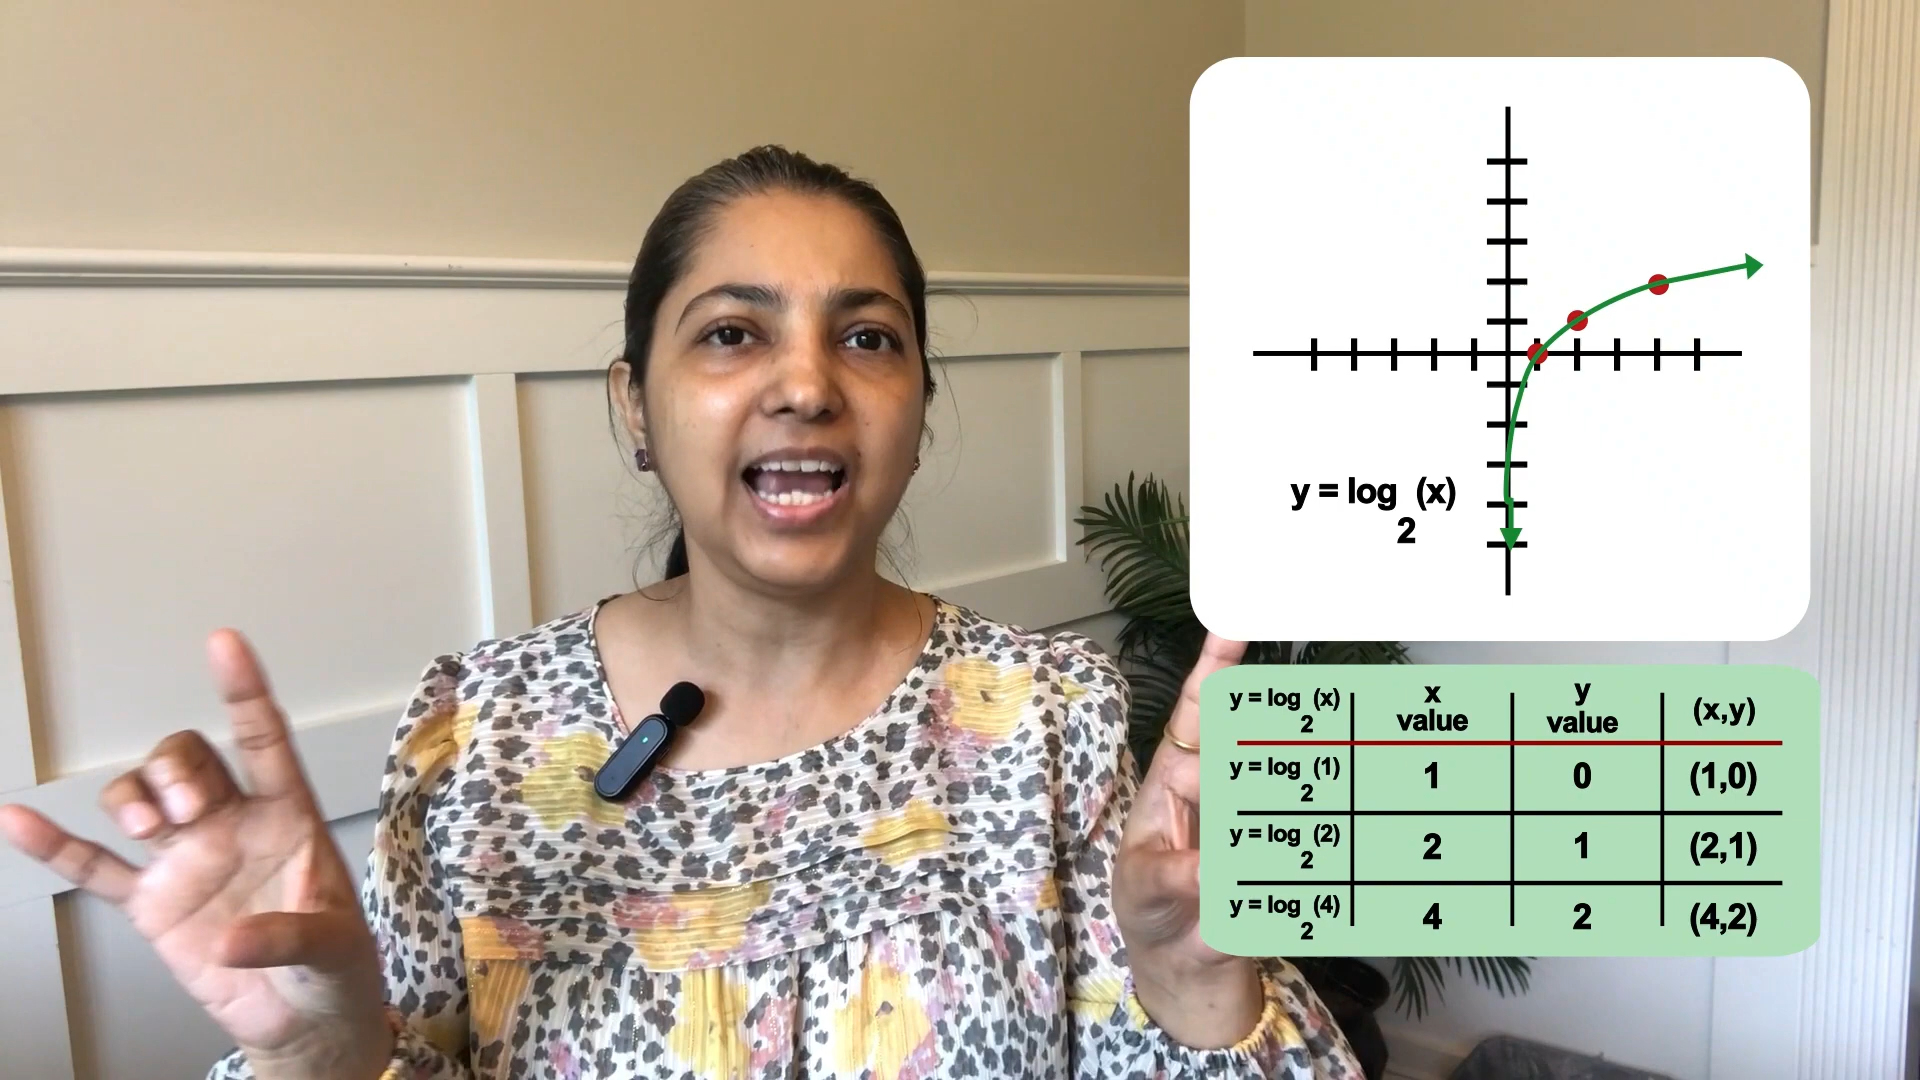 y = log₂(x)
y = log₂(x) x value y value (x,y)
y = log₂(1) 1 0 (1,0)
y = log₂(2) 2 1 (2,1)
y = log₂(4) 4 2 (4,2)